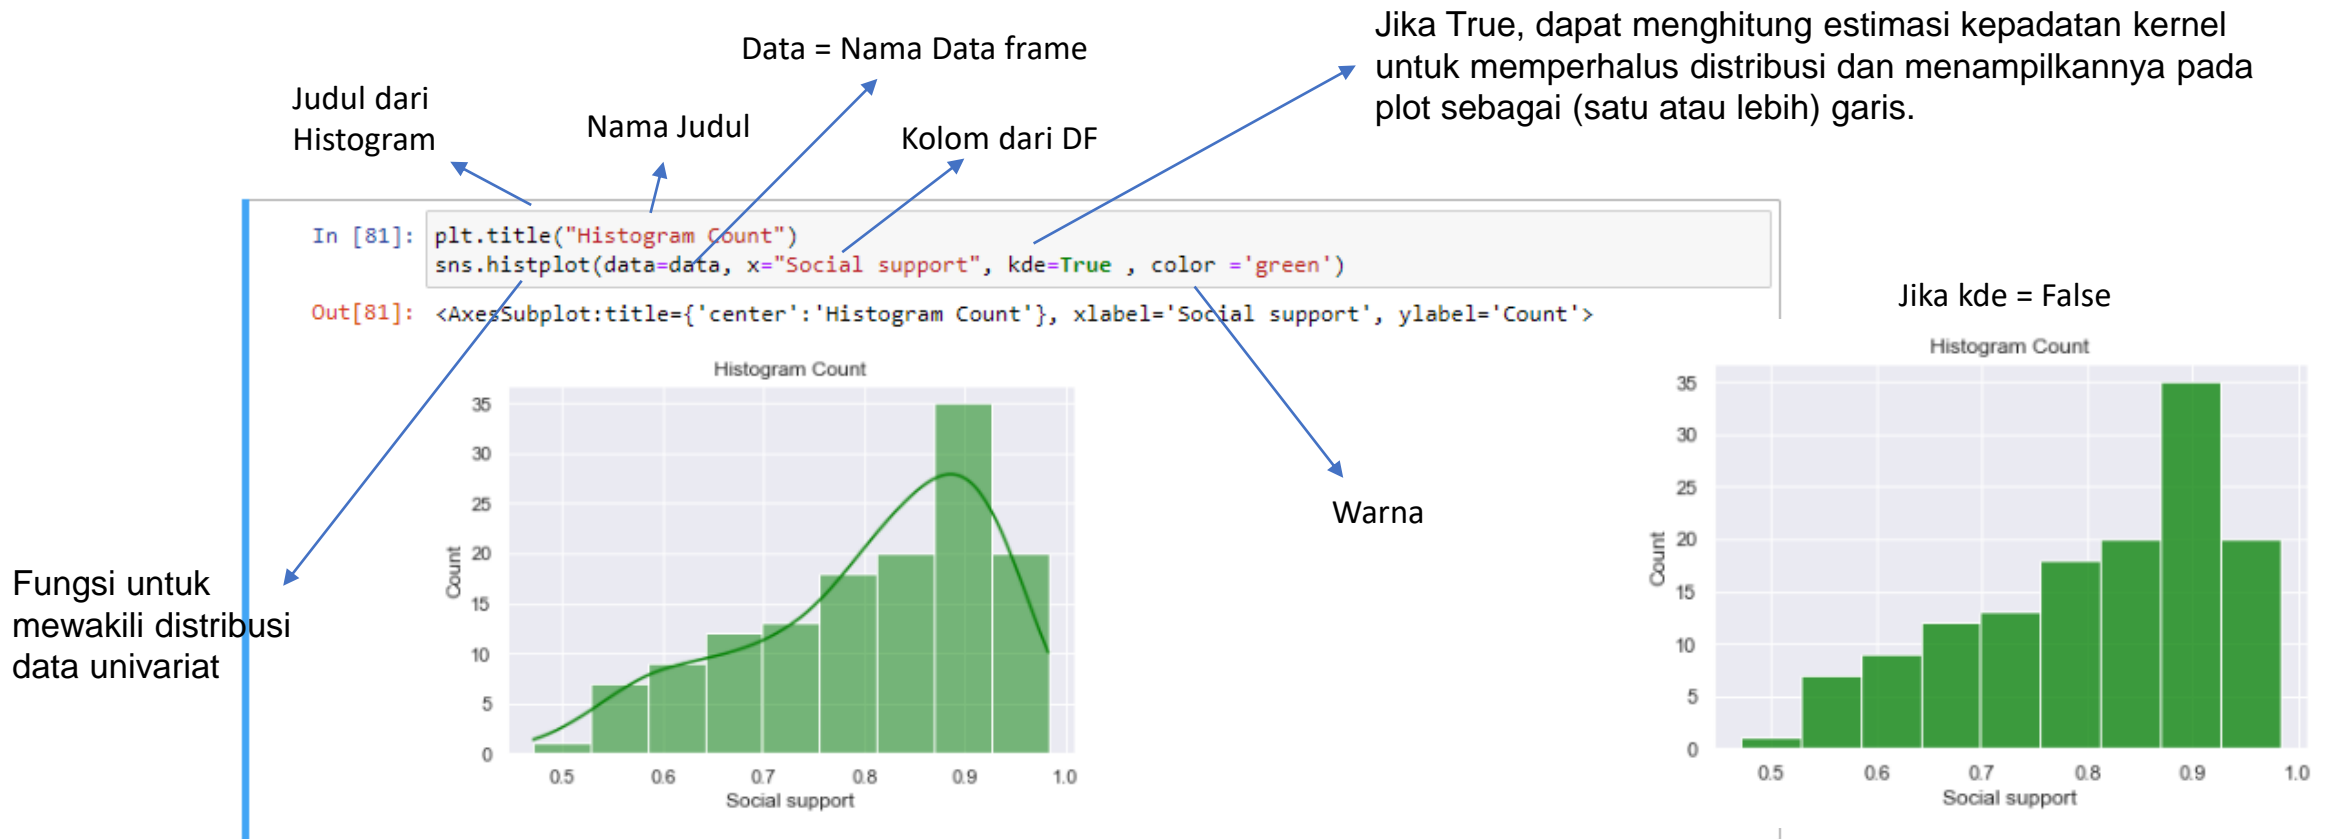 Jika True, dapat menghitung estimasi kepadatan kernel
untuk memperhalus distribusi dan menampilkannya pada
plot sebagai (satu atau lebih) garis.
Data = Nama Data frame
Judul dari
Histogram
Nama Judul
Kolom dari DF
In [81]: plt.title("Histogram Count")
sns.histplot(data=data, x="Social support", kde=True , color ='green')
Out[81]: <AxesSubplot:title={'center':'Histogram Count'}, xlabel='Social support', ylabel='Count'>
Jika kde = False
Histogram Count
35
30
25
20
15
10
5
0
Count
0.5 0.6 0.7 0.8 0.9 1.0
Social support
Warna
Fungsi untuk
mewakili distribusi
data univariat
Histogram Count
35
30
25
20
15
10
5
0
Count
0.5 0.6 0.7 0.8 0.9 1.0
Social support